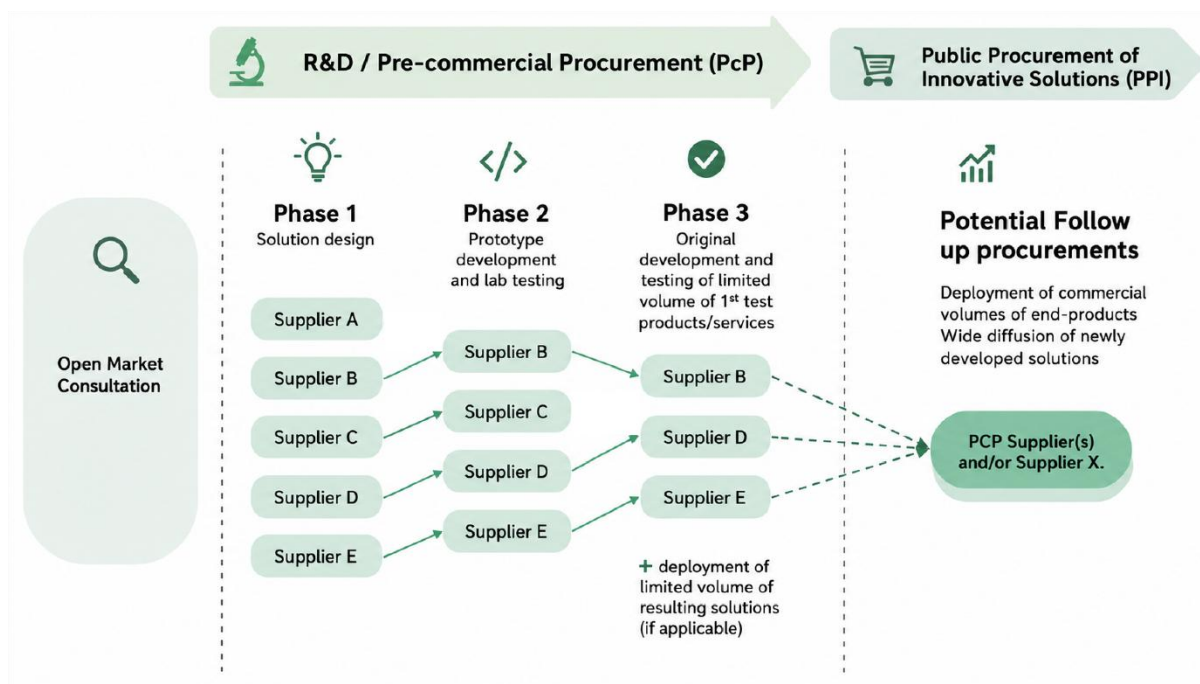 R&D / Pre-commercial Procurement (PcP)
Public Procurement of
Innovative Solutions (PPI)
Open Market
Consultation
Phase 1
Solution design
Supplier A
Supplier B
Supplier C
Supplier D
Supplier E
Phase 2
Prototype
development
and lab testing
Supplier B
Supplier C
Supplier D
Supplier E
Phase 3
Original
development and
testing of limited
volume of 1st test
products/services
Supplier B
Supplier D
Supplier E
+ deployment of
limited volume of
resulting solutions
(if applicable)
Potential Follow
up procurements
Deployment of commercial
volumes of end-products
Wide diffusion of newly
developed solutions
PCP Supplier(s)
and/or Supplier X.